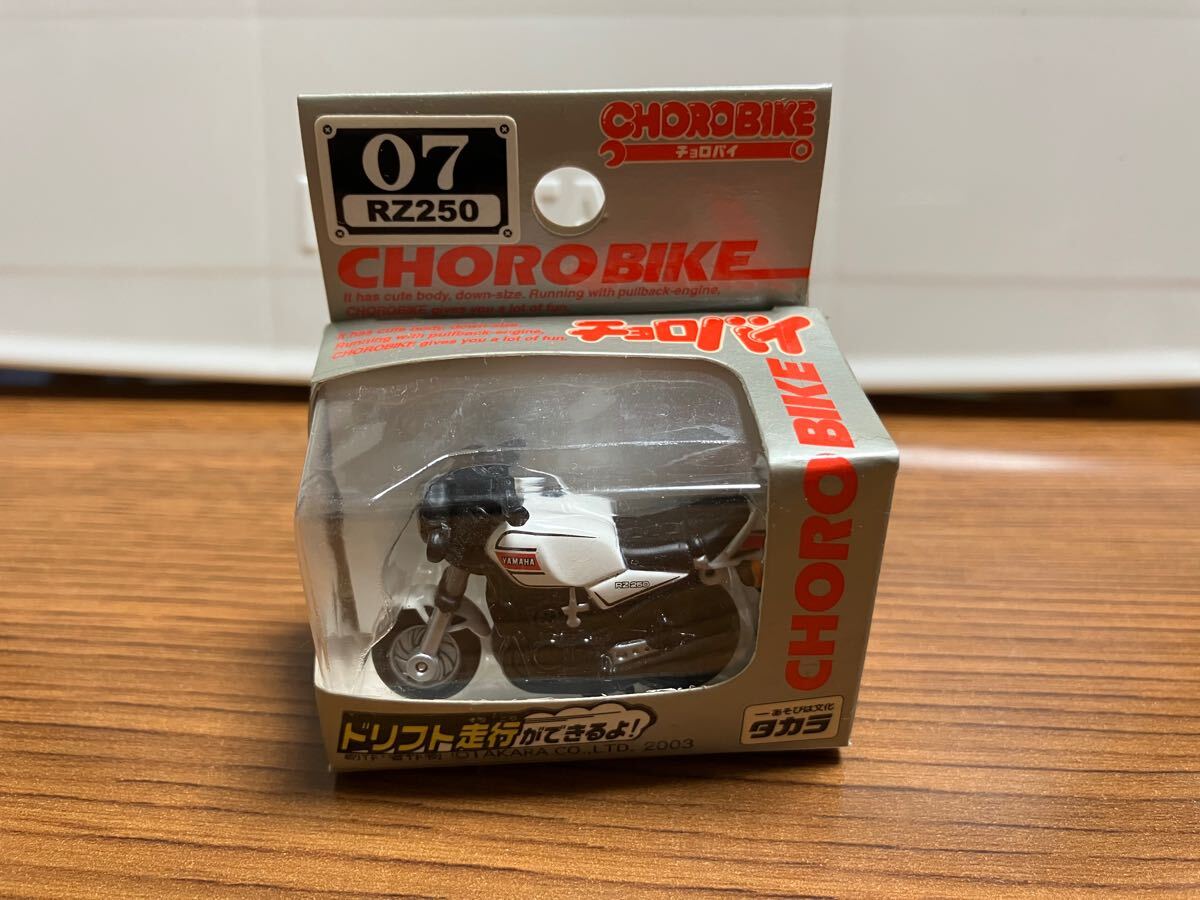 07
RZ250
CHOROBIKE
チョロバイ
CHOROBIKE
It has cute body, down-size. Running with pullback-engine,
CHOROBIKE gives you a lot of fun.
It has cute body, down-size.
Running with pullback-engine,
CHOROBIKE gives you a lot of fun.
チョロバイ
CHOROBIKE
YAMAHA
RZ250
ドリフト走行ができるよ!
TAKARA CO., LTD. 2003
あそびは文化
タカラ